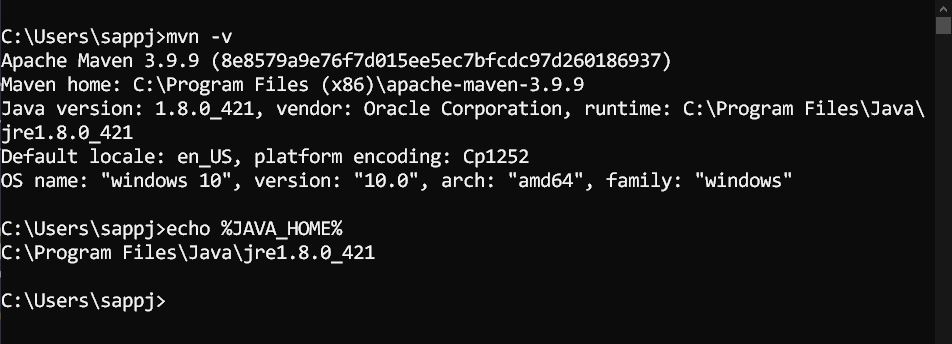 C:\Users\sappj>mvn -v
Apache Maven 3.9.9 (8e8579a9e76f7d015ee5ec7bfcdc97d260186937)
Maven home: C:\Program Files (x86)\apache-maven-3.9.9
Java version: 1.8.0_421, vendor: Oracle Corporation, runtime: C:\Program Files\Java\
jre1.8.0_421
Default locale: en_US, platform encoding: Cp1252
OS name: "windows 10", version: "10.0", arch: "amd64", family: "windows"
C:\Users\sappj>echo %JAVA_HOME%
C:\Program Files\Java\jre1.8.0_421
C:\Users\sappj>